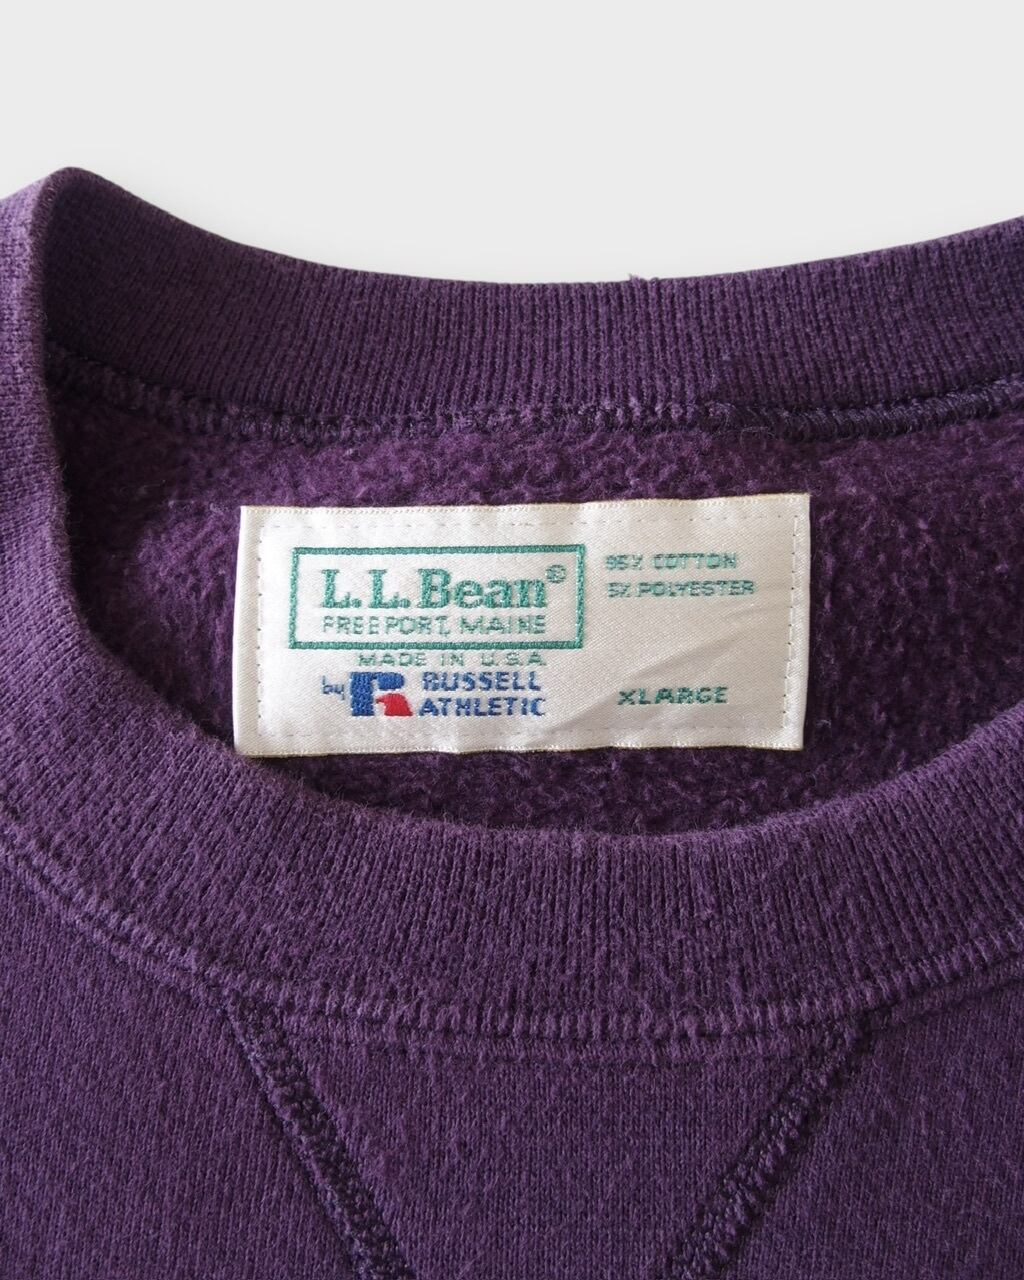 L.L.Bean®
FREEPORT, MAINE
MADE IN U.S.A
by R RUSSELL
ATHLETIC
95% COTTON
5% POLYESTER
XLARGE